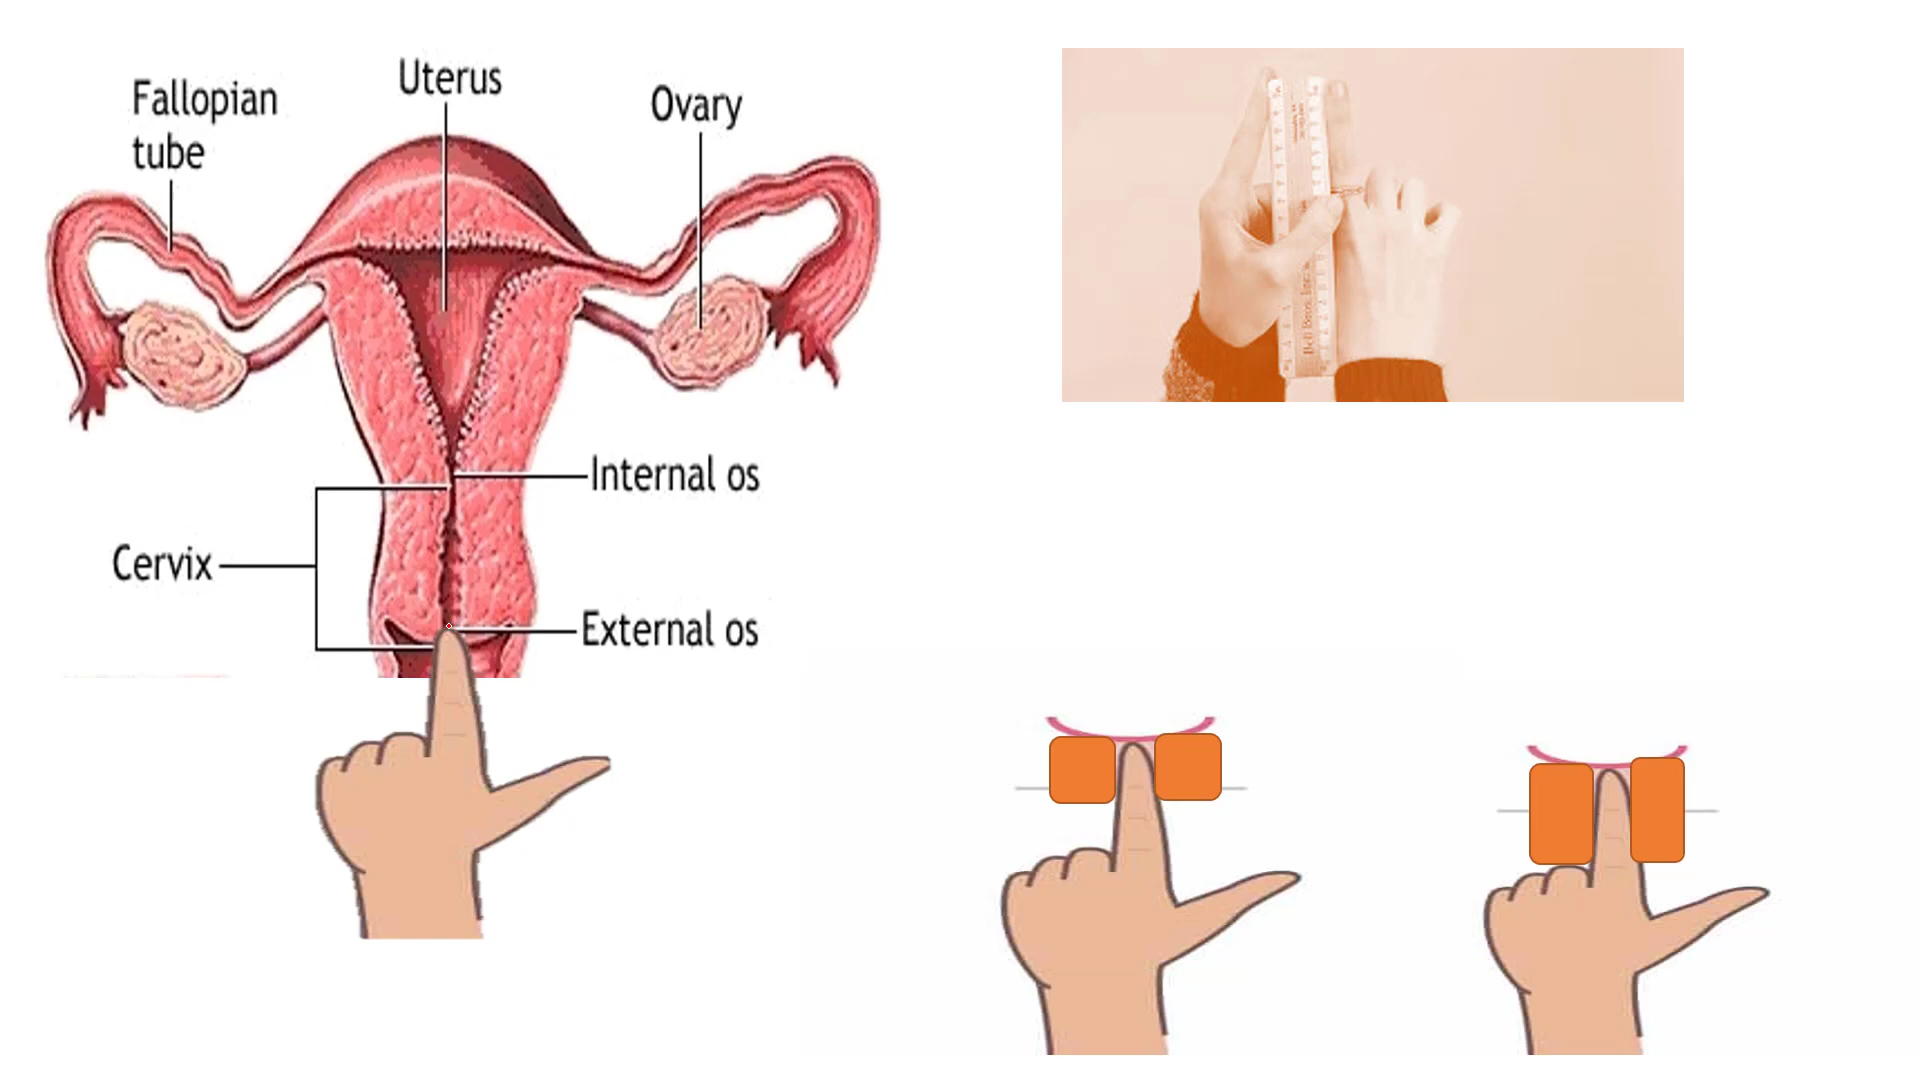 Uterus
Fallopian
tube
Ovary
Internal os
Cervix
External os